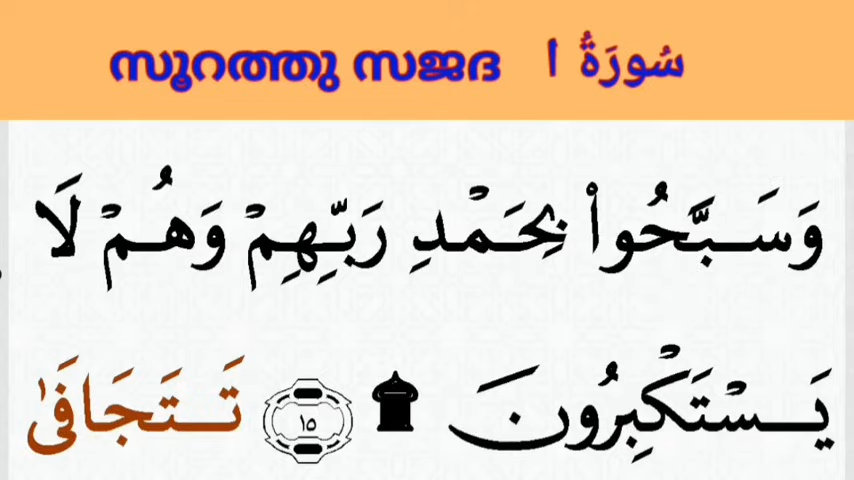 സൂറത്തു സജദ سُورَةُ ا
وَسَبَّحُوا۟ بِحَمْدِ رَبِّهِمْ وَهُمْ لَا
يَسْتَكْبِرُونَ ۩ ١٥ تَتَجَافَىٰ